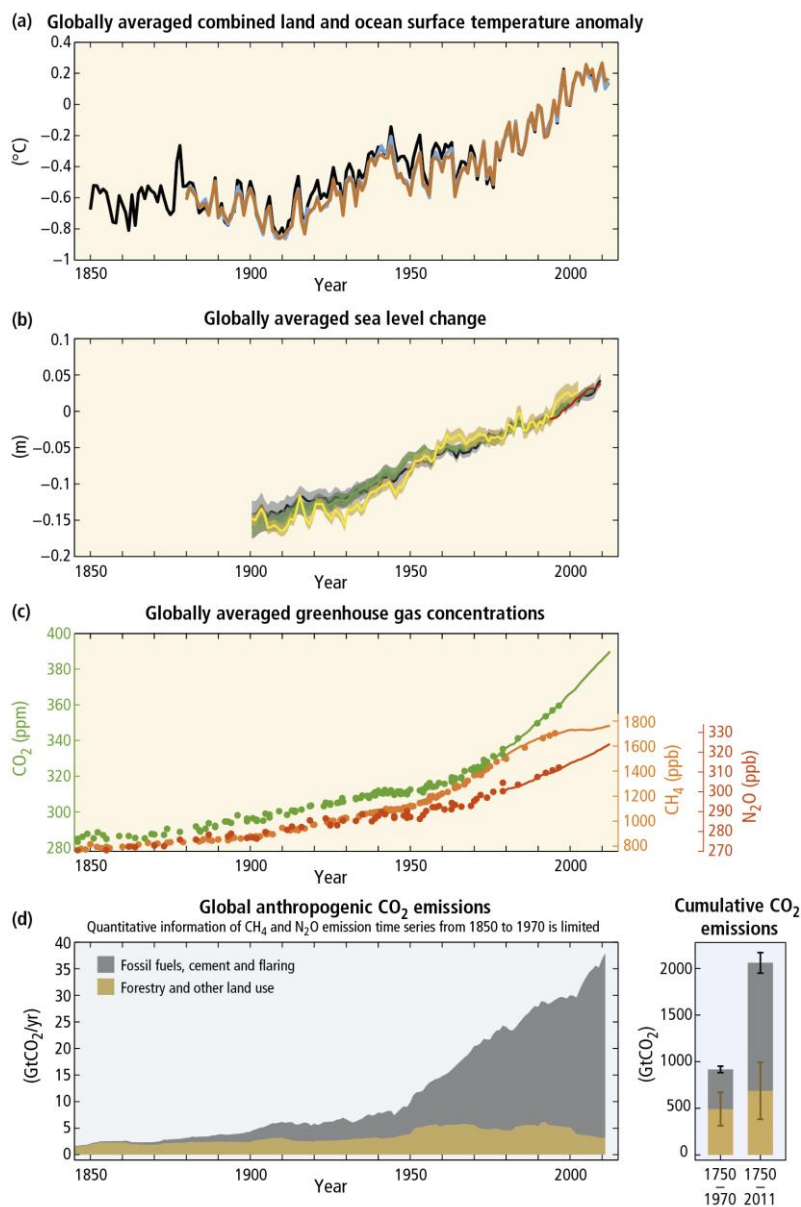 (a) Globally averaged combined land and ocean surface temperature anomaly
0.4
0.2
0
−0.2
−0.4
−0.6
−0.8
−1
(°C)
1850 1900 1950 2000
Year
(b) Globally averaged sea level change
0.1
0.05
0
−0.05
−0.1
−0.15
−0.2
(m)
1850 1900 1950 2000
Year
(c) Globally averaged greenhouse gas concentrations
400
380
360
340
320
300
280
CO2 (ppm)
1800
1600
1400
1200
1000
800
CH4 (ppb)
330
320
310
300
290
280
270
N2O (ppb)
1850 1900 1950 2000
Year
(d) Global anthropogenic CO2 emissions
Quantitative information of CH4 and N2O emission time series from 1850 to 1970 is limited
40
35
30
25
20
15
10
5
0
(GtCO2/yr)
Fossil fuels, cement and flaring
Forestry and other land use
1850 1900 1950 2000
Year
Cumulative CO2
emissions
2000
1500
1000
500
0
(GtCO2)
1750 1750
– –
1970 2011